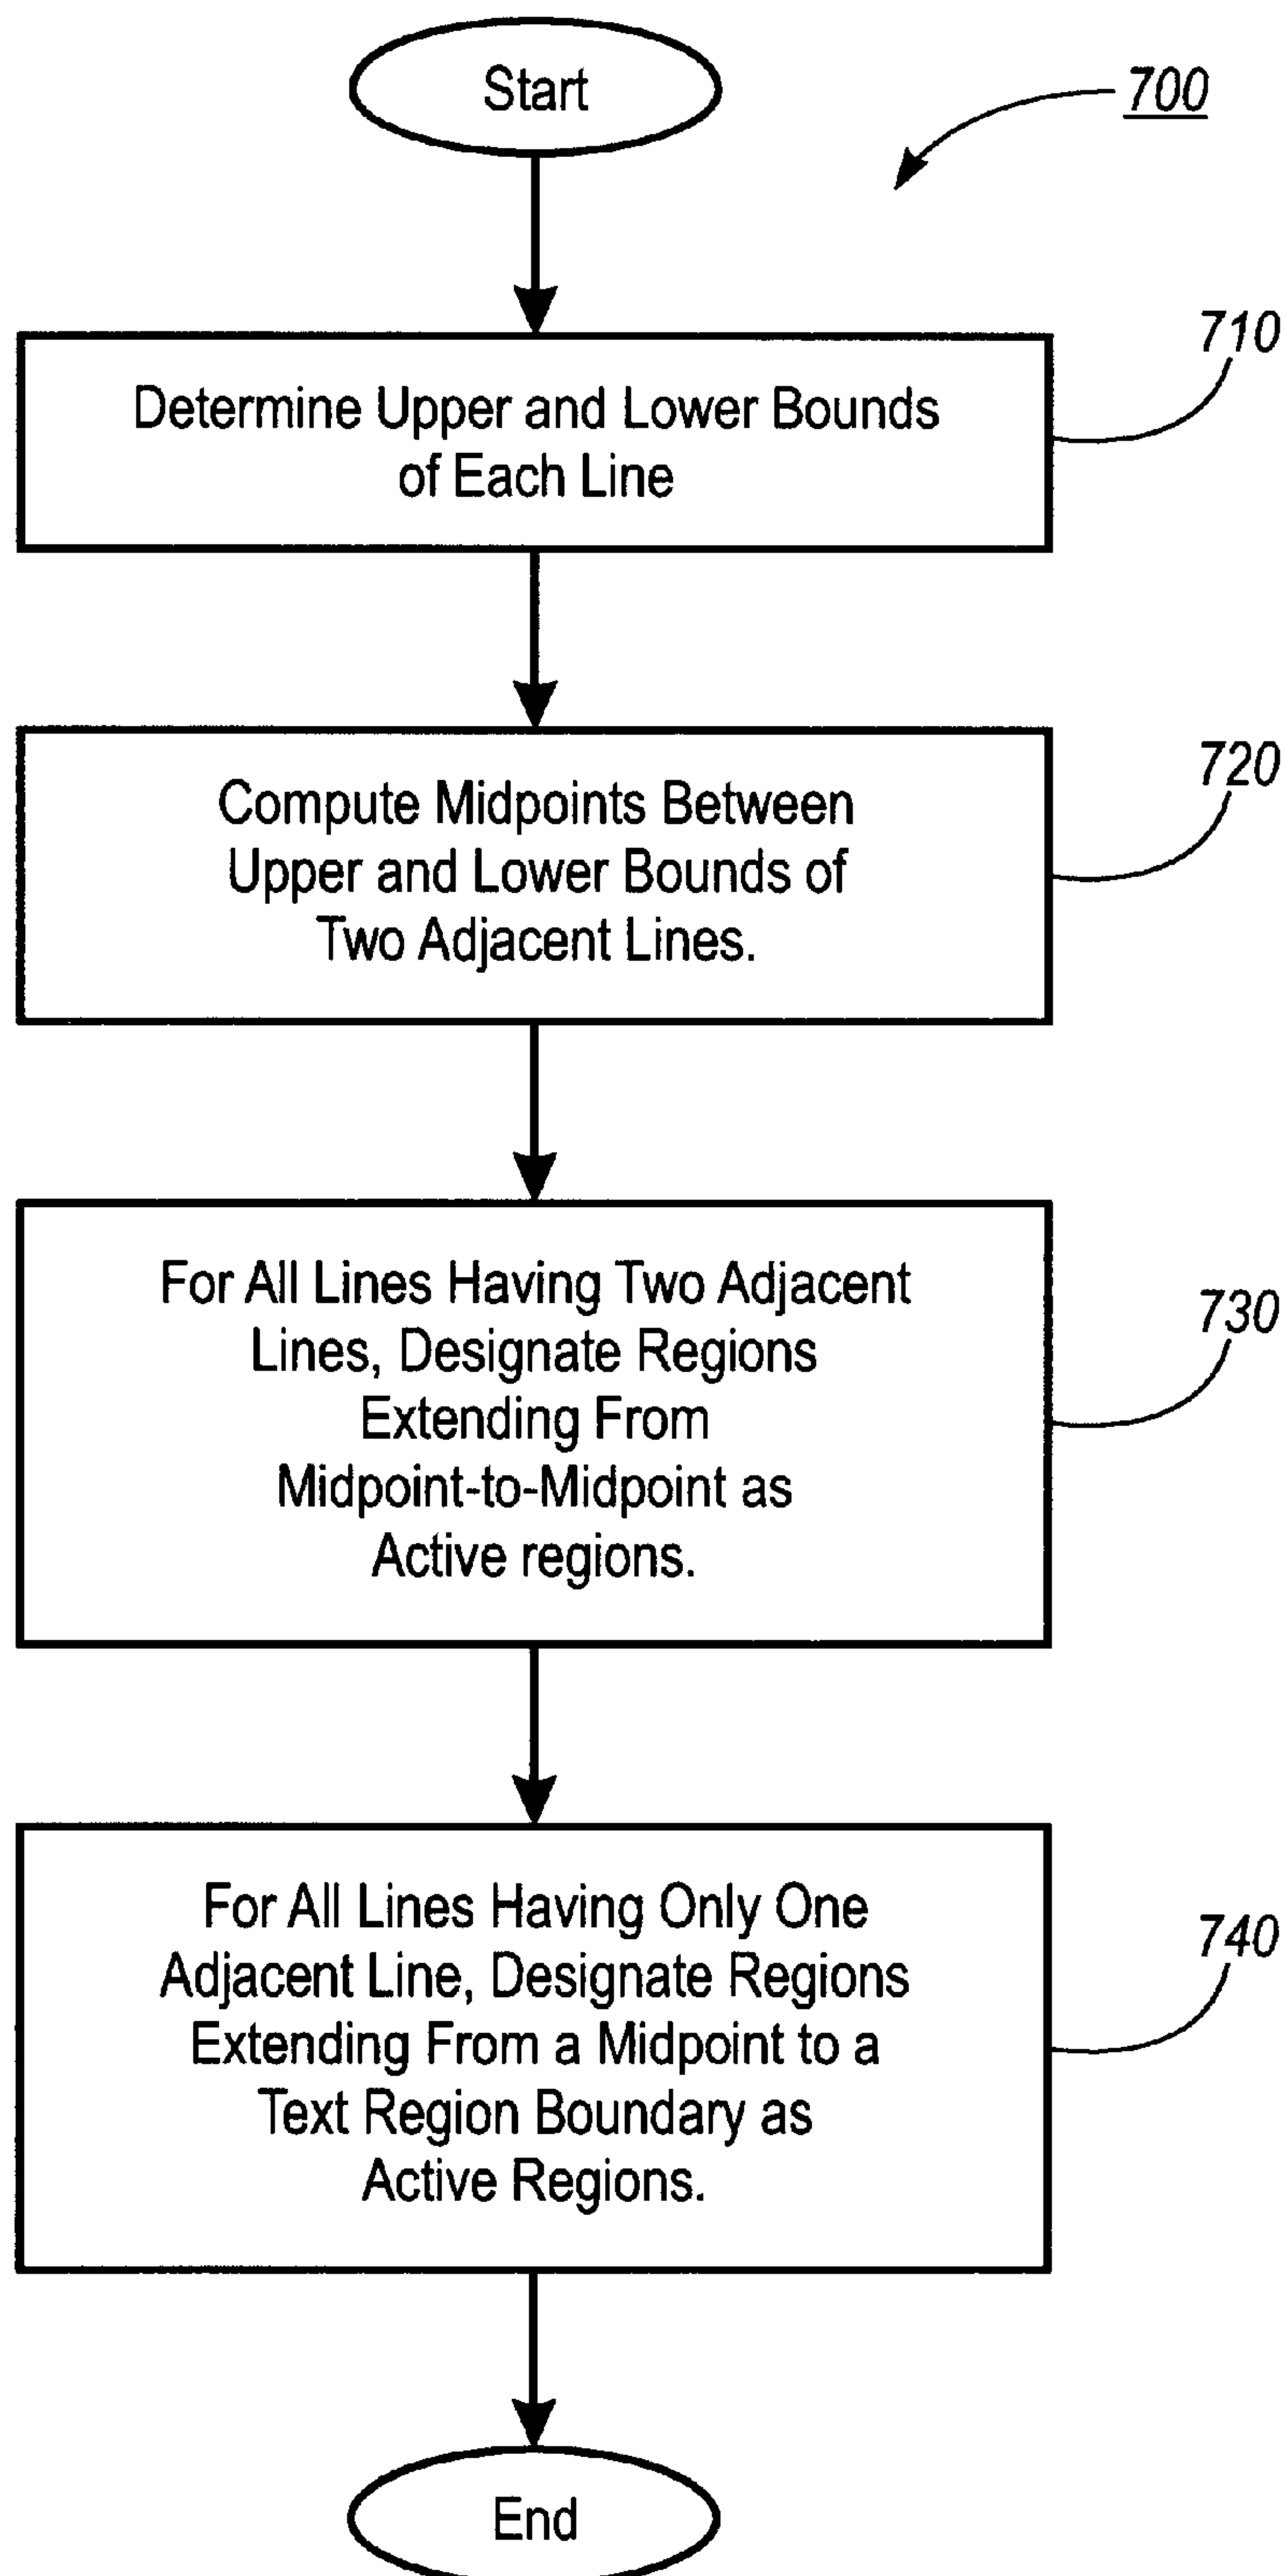 Start
700
710
Determine Upper and Lower Bounds
of Each Line
720
Compute Midpoints Between
Upper and Lower Bounds of
Two Adjacent Lines.
730
For All Lines Having Two Adjacent
Lines, Designate Regions
Extending From
Midpoint-to-Midpoint as
Active regions.
740
For All Lines Having Only One
Adjacent Line, Designate Regions
Extending From a Midpoint to a
Text Region Boundary as
Active Regions.
End